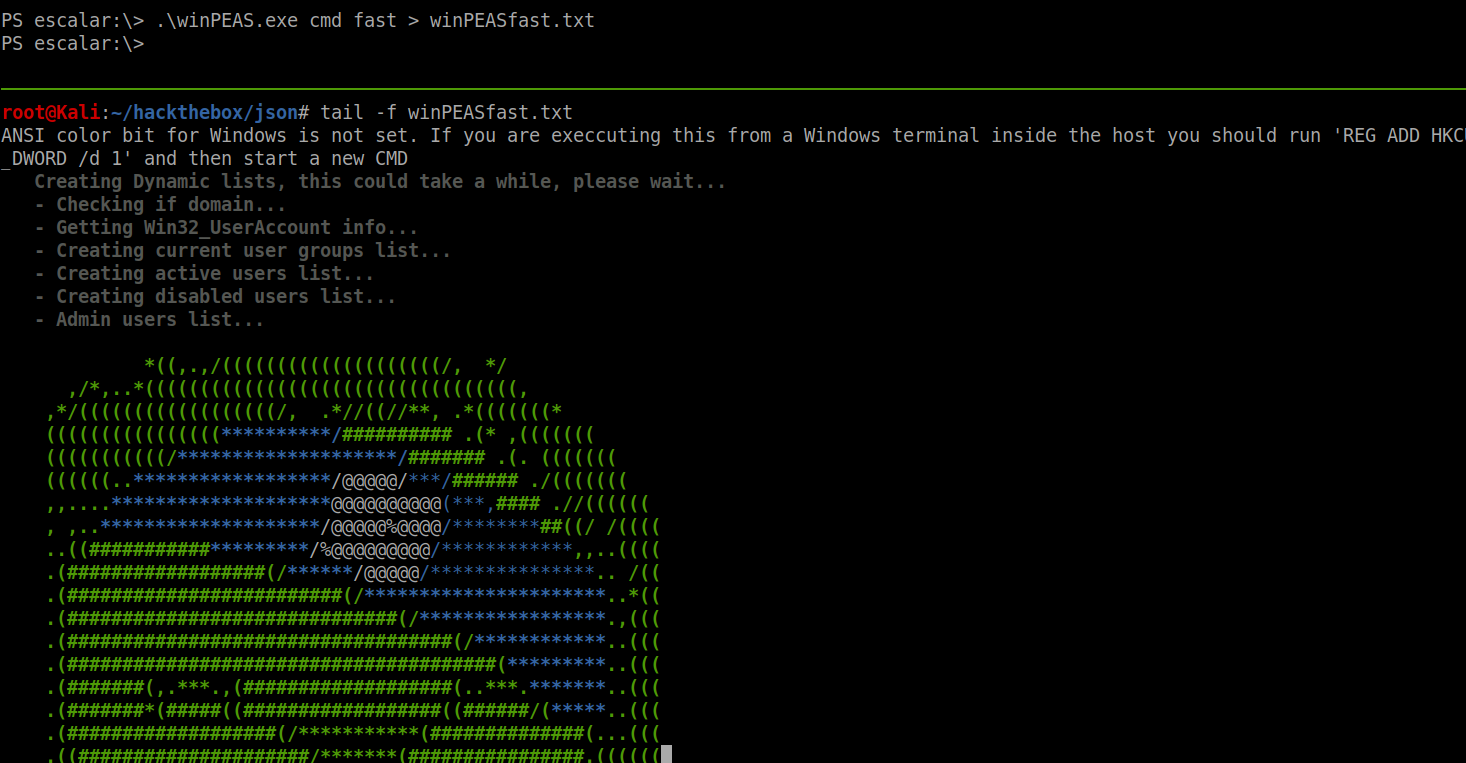 PS escalar:\> .\winPEAS.exe cmd fast > winPEASfast.txt
PS escalar:\>
root@Kali:~/hackthebox/json# tail -f winPEASfast.txt
ANSI color bit for Windows is not set. If you are execcuting this from a Windows terminal inside the host you should run 'REG ADD HKCU
_DWORD /d 1' and then start a new CMD
Creating Dynamic lists, this could take a while, please wait...
- Checking if domain...
- Getting Win32_UserAccount info...
- Creating current user groups list...
- Creating active users list...
- Creating disabled users list...
- Admin users list...